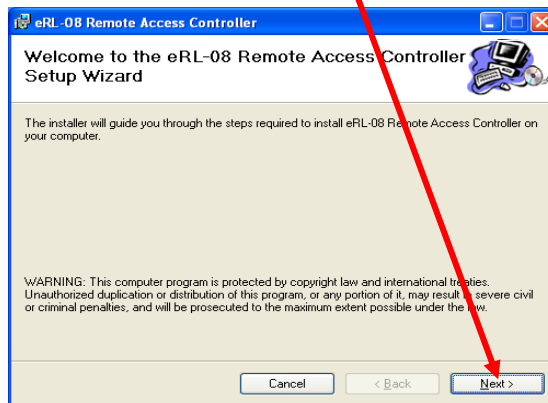 eRL-08 Remote Access Controller
Welcome to the eRL-08 Remote Access Controller
Setup Wizard
The installer will guide you through the steps required to install eRL-08 Remote Access Controller on
your computer.
WARNING: This computer program is protected by copyright law and international treaties.
Unauthorized duplication or distribution of this program, or any portion of it, may result in severe civil
or criminal penalties, and will be prosecuted to the maximum extent possible under the law.
Cancel
< Back
Next >